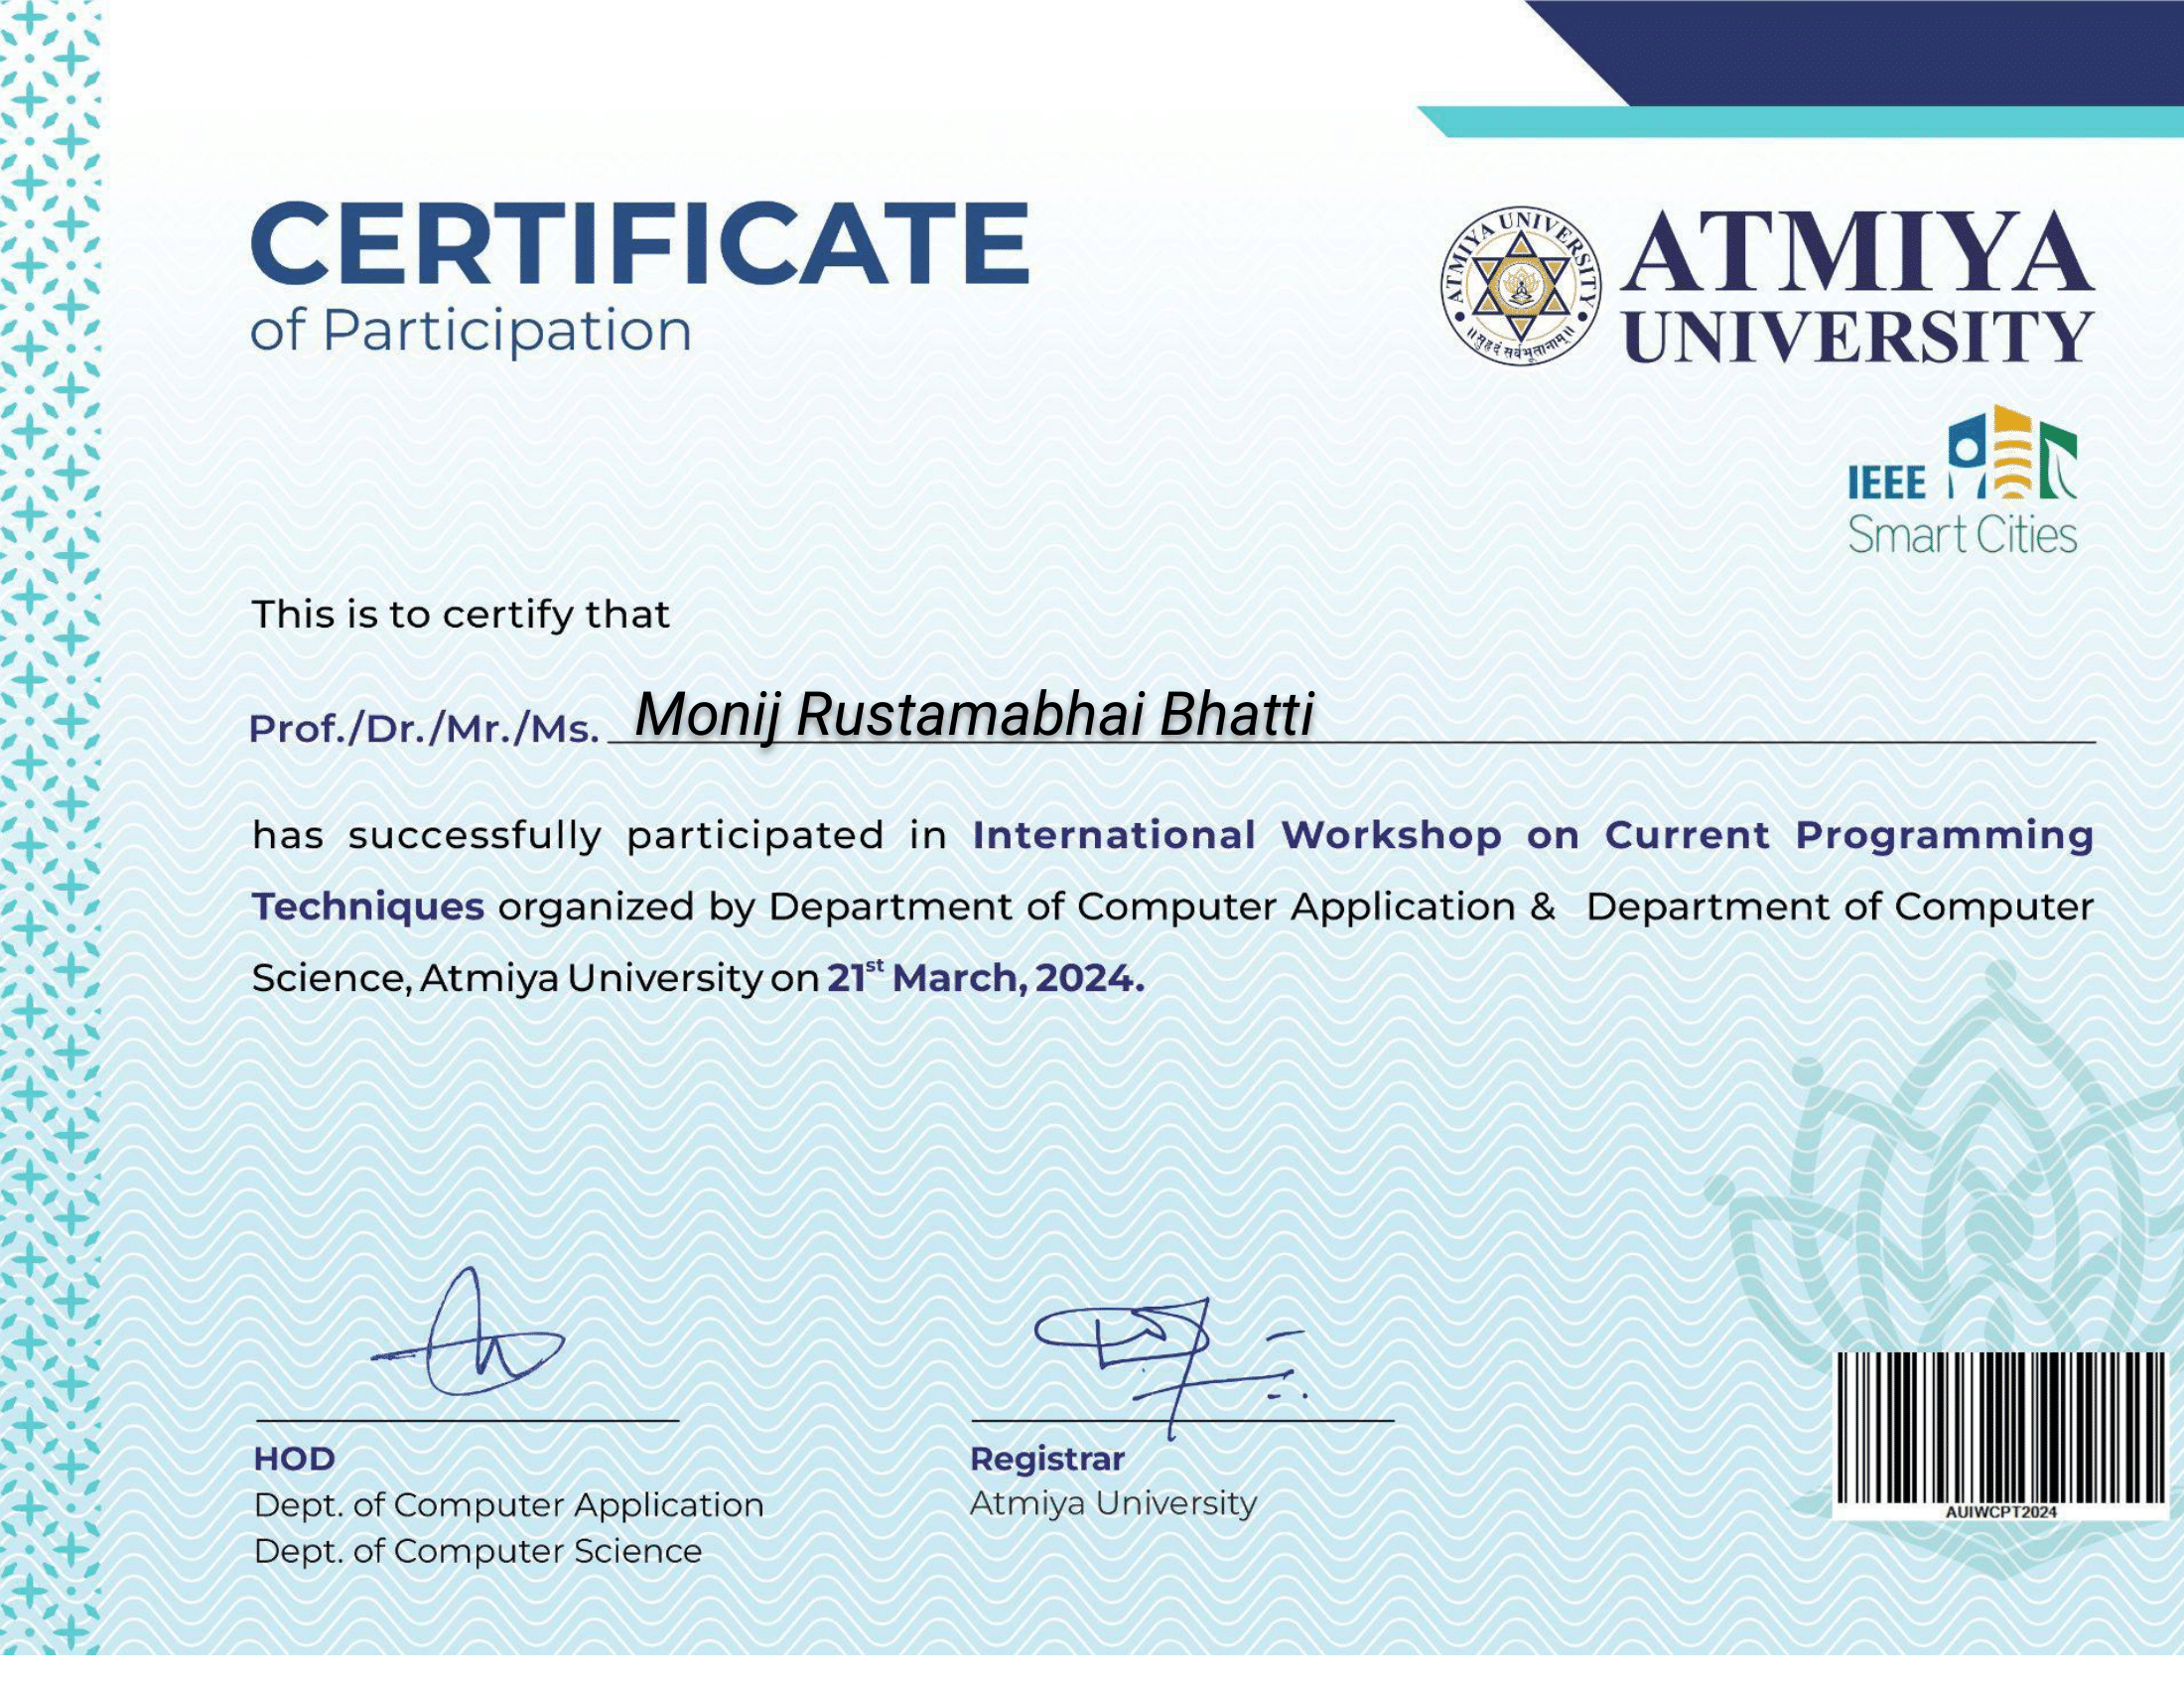 CERTIFICATE
of Participation
ATMIYA UNIVERSITY
॥सुहृदं सर्वभूतानाम्॥
ATMIYA
UNIVERSITY
IEEE
Smart Cities
This is to certify that
Prof./Dr./Mr./Ms. Monij Rustamabhai Bhatti
has successfully participated in International Workshop on Current Programming
Techniques organized by Department of Computer Application & Department of Computer
Science, Atmiya University on 21st March, 2024.
HOD
Dept. of Computer Application
Dept. of Computer Science
Registrar
Atmiya University
AUIWCPT2024